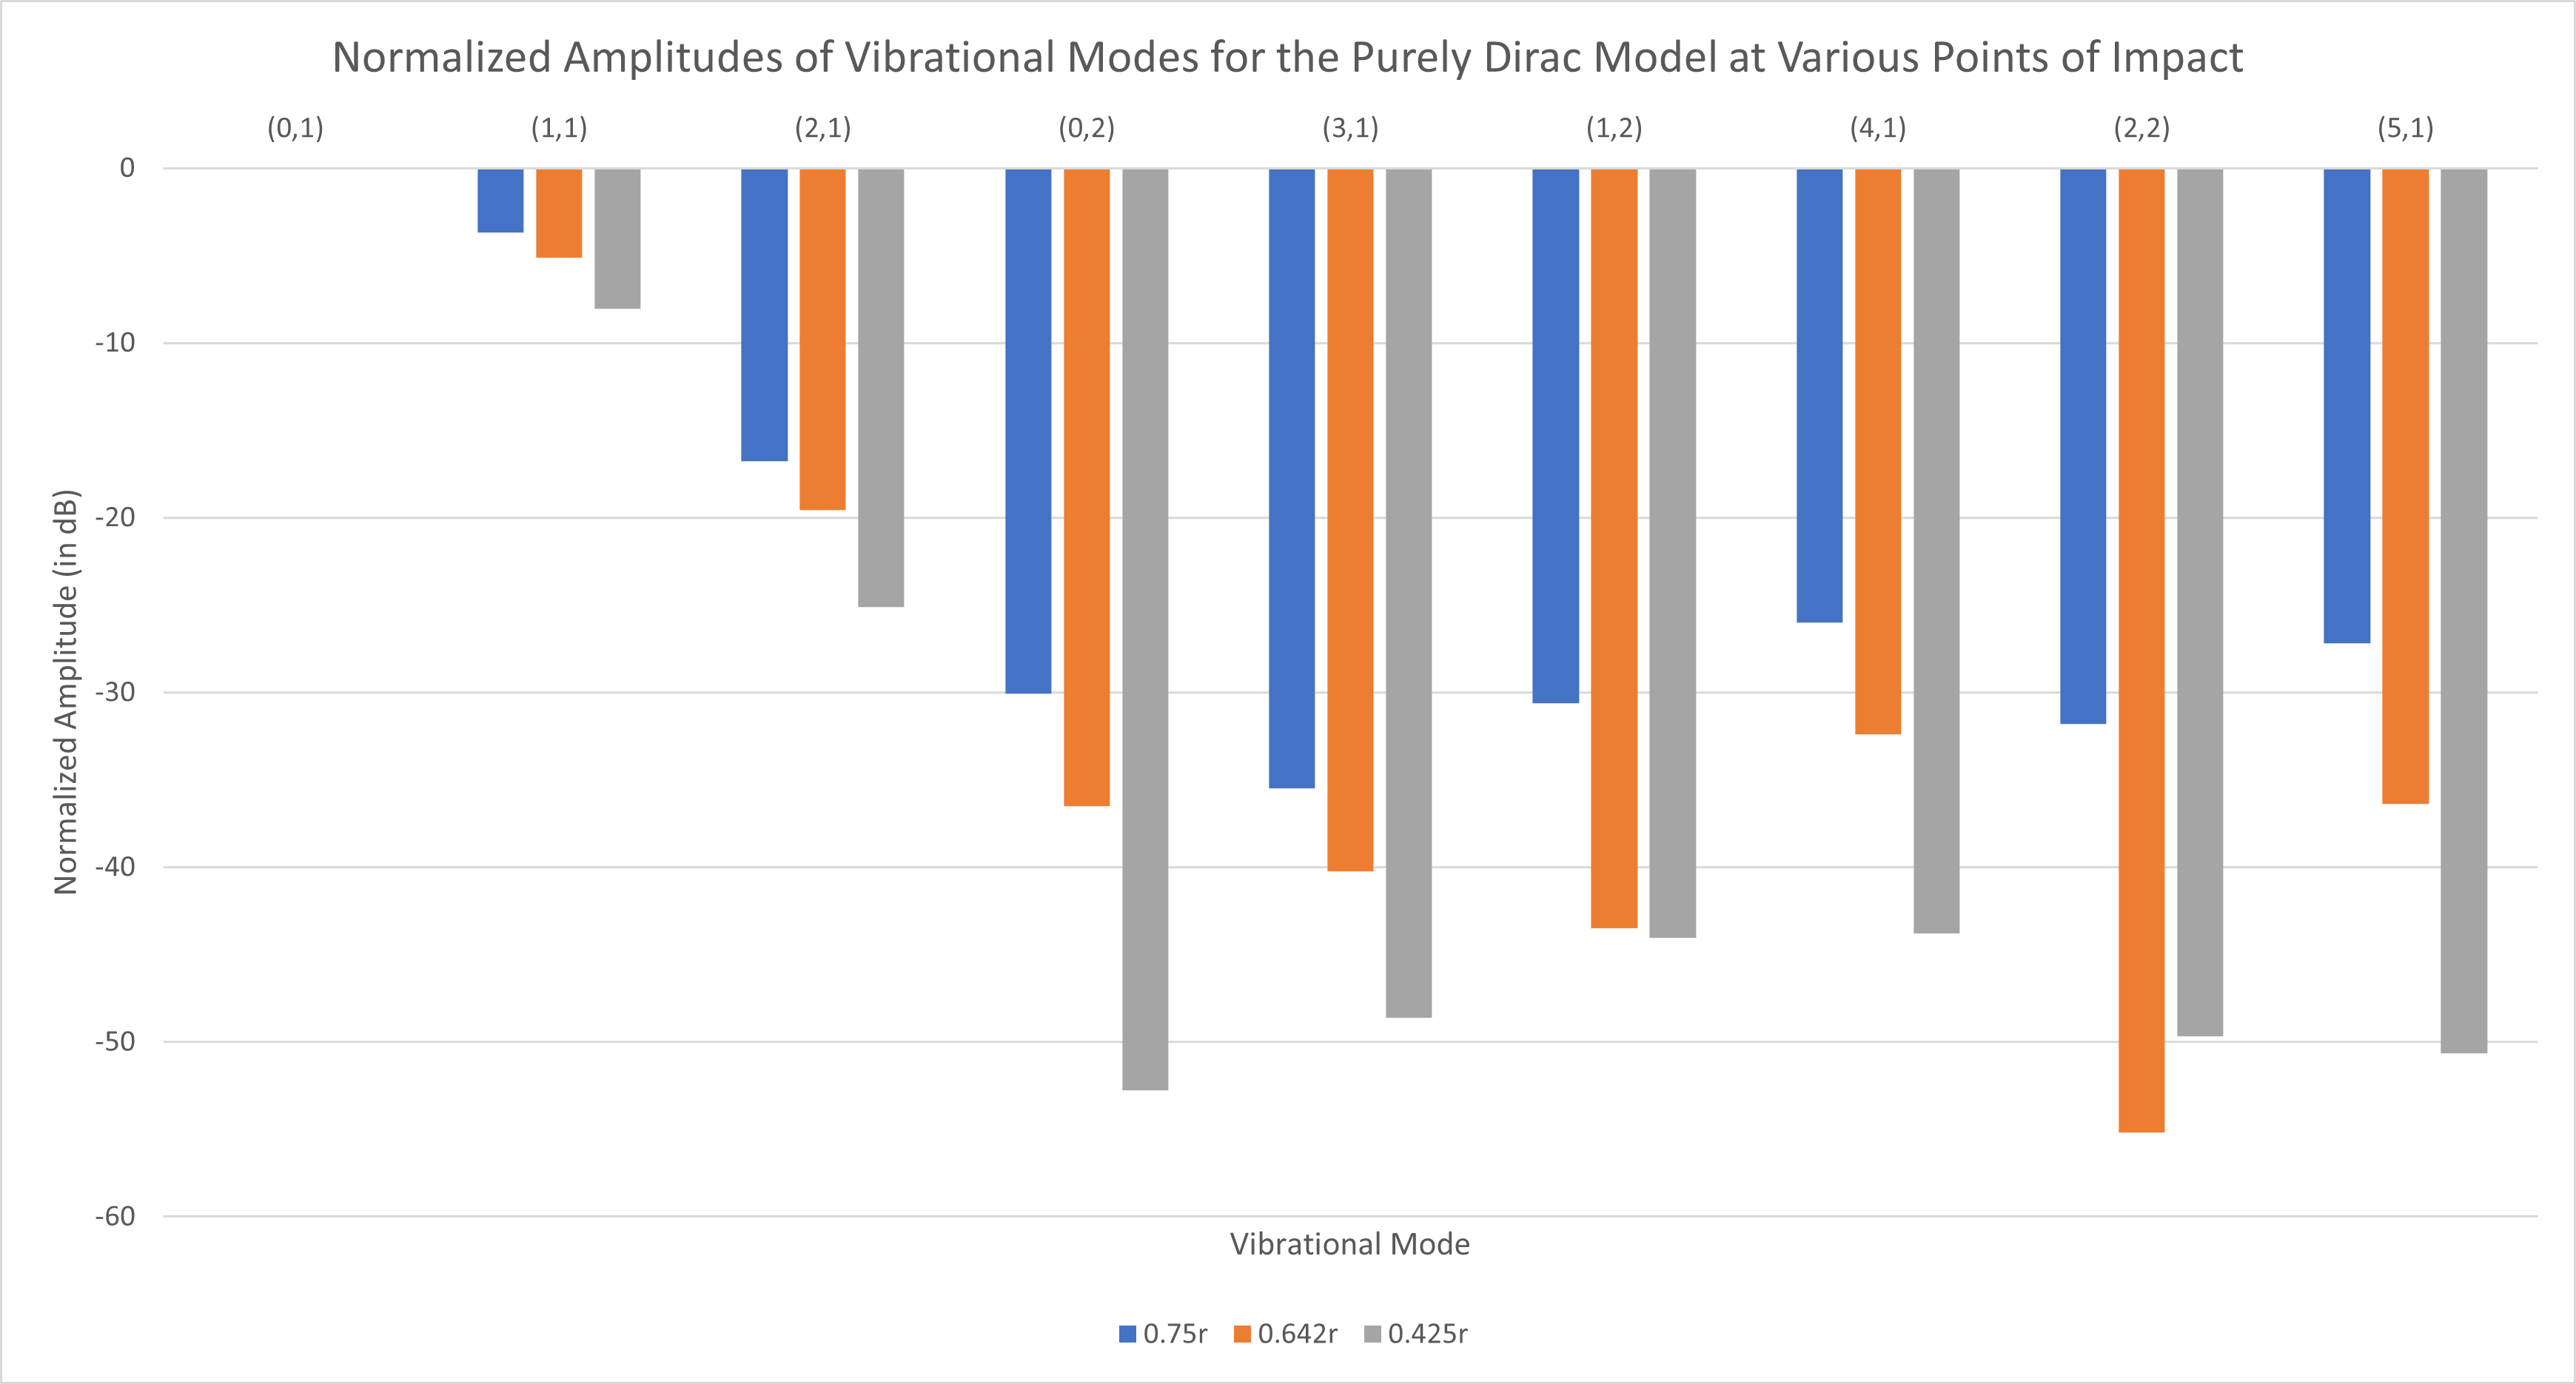 Normalized Amplitudes of Vibrational Modes for the Purely Dirac Model at Various Points of Impact
(0,1) (1,1) (2,1) (0,2) (3,1) (1,2) (4,1) (2,2) (5,1)
0
-10
-20
-30
-40
-50
-60
Normalized Amplitude (in dB)
Vibrational Mode
0.75r 0.642r 0.425r